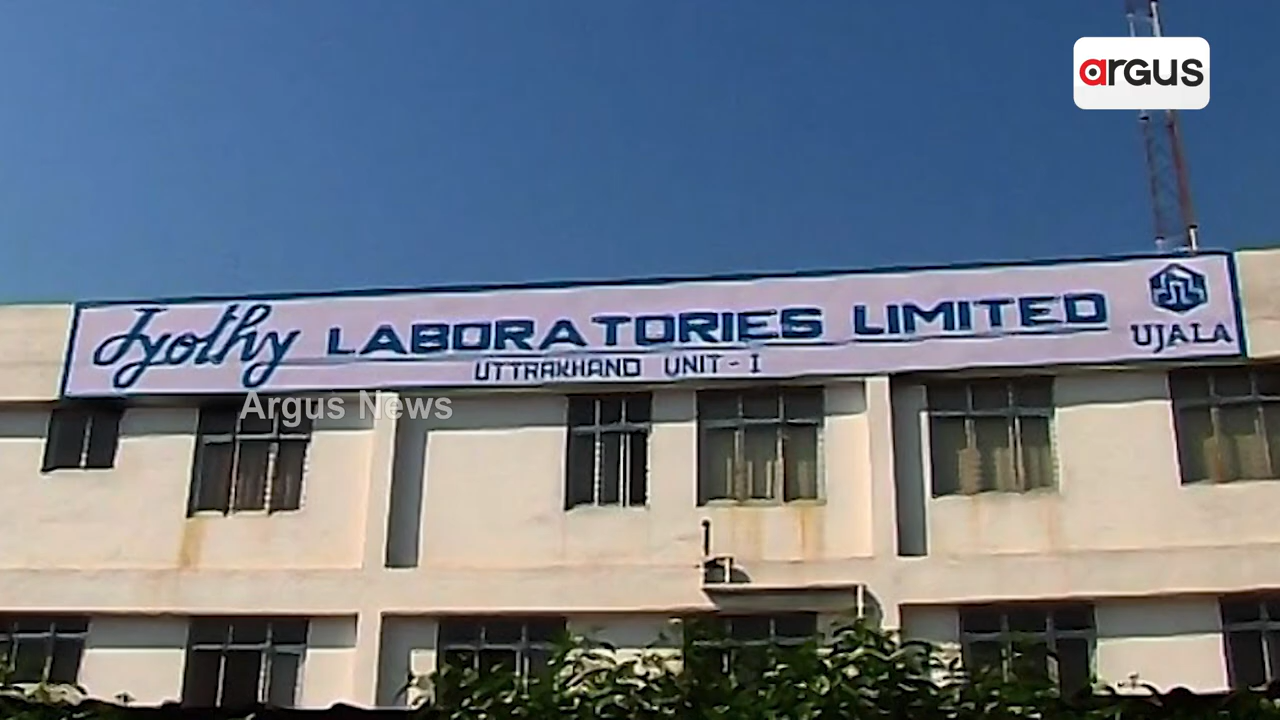 argus
Jyothy LABORATORIES LIMITED
UJALA
UTTRAKHAND UNIT - I
Argus News